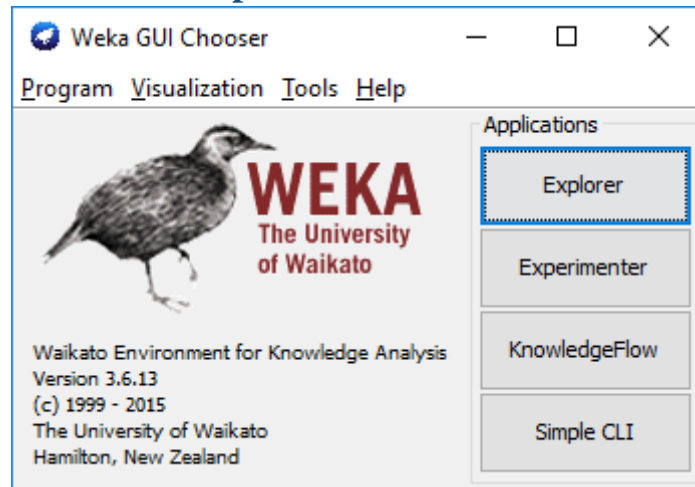 Weka GUI Chooser
Program Visualization Tools Help
Applications
WEKA
The University
of Waikato
Explorer
Experimenter
KnowledgeFlow
Simple CLI
Waikato Environment for Knowledge Analysis
Version 3.6.13
(c) 1999 - 2015
The University of Waikato
Hamilton, New Zealand